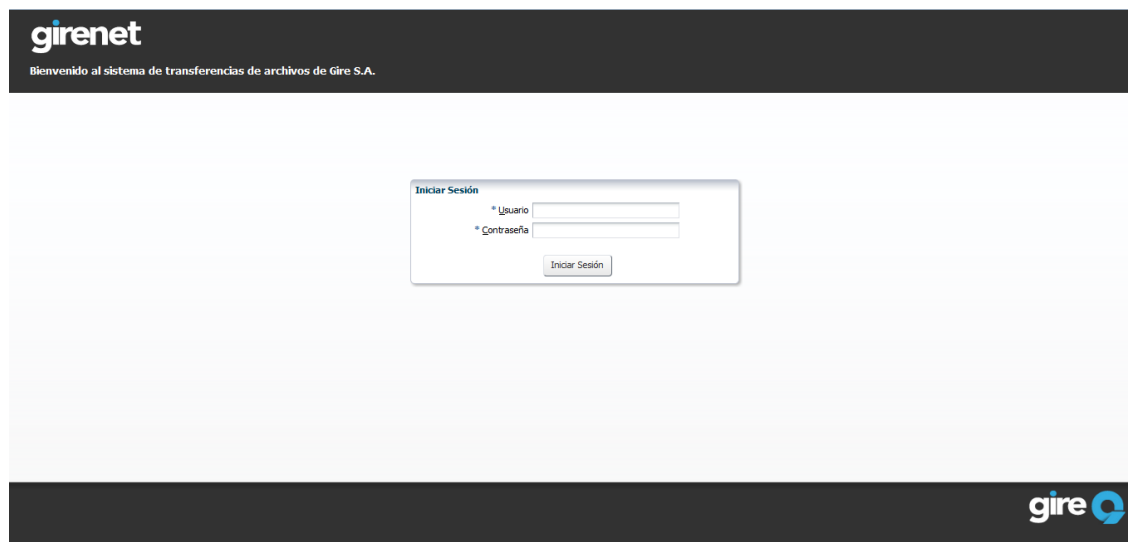 girenet
Bienvenido al sistema de transferencias de archivos de Gire S.A.
Iniciar Sesión
* Usuario
* Contraseña
Iniciar Sesión
gire